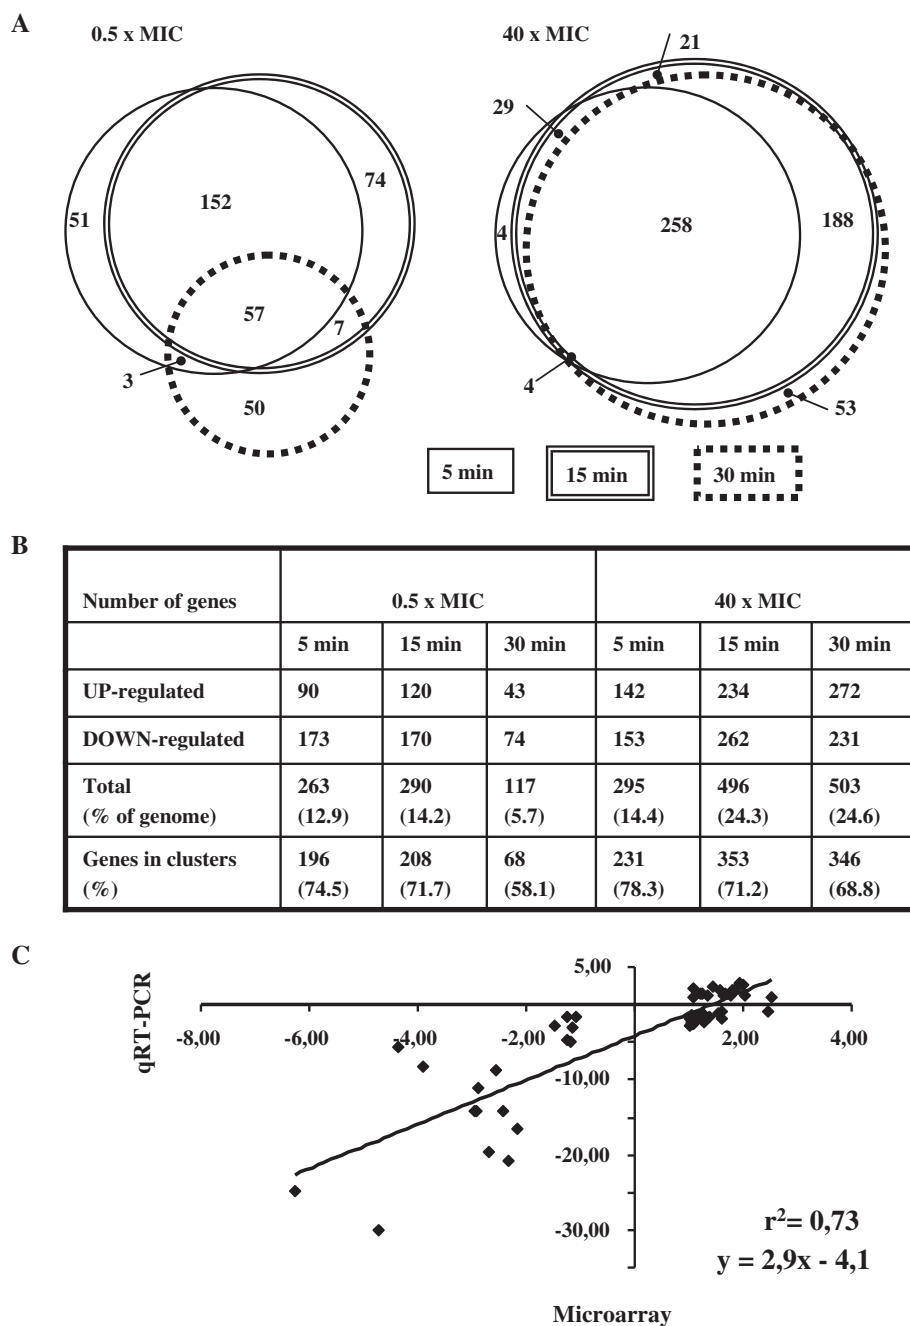 A
0.5 x MIC
40 x MIC
21
29
74
51
152
4
258
188
57
7
3
50
4
53
5 min
15 min
30 min
B
Number of genes 0.5 x MIC 40 x MIC
5 min 15 min 30 min 5 min 15 min 30 min
UP-regulated 90 120 43 142 234 272
DOWN-regulated 173 170 74 153 262 231
Total 263 290 117 295 496 503
(% of genome) (12.9) (14.2) (5.7) (14.4) (24.3) (24.6)
Genes in clusters 196 208 68 231 353 346
(%) (74.5) (71.7) (58.1) (78.3) (71.2) (68.8)
C
qRT-PCR
5,00
-8,00 -6,00 -4,00 -2,00 2,00 4,00
-10,00
-20,00
-30,00
r²= 0,73
y = 2,9x - 4,1
Microarray